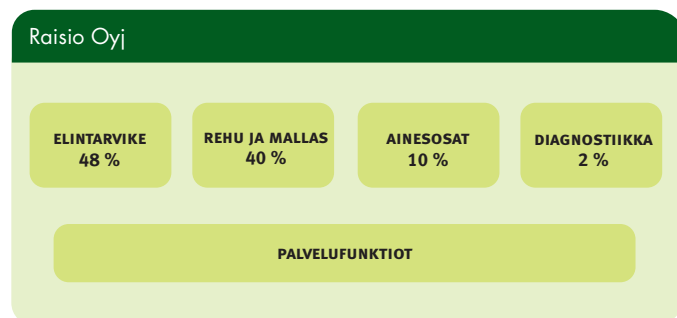 Raisio Oyj
ELINTARVIKE
48 %
REHU JA MALLAS
40 %
AINESOSAT
10 %
DIAGNOSTIIKKA
2 %
PALVELUFUNKTIOT